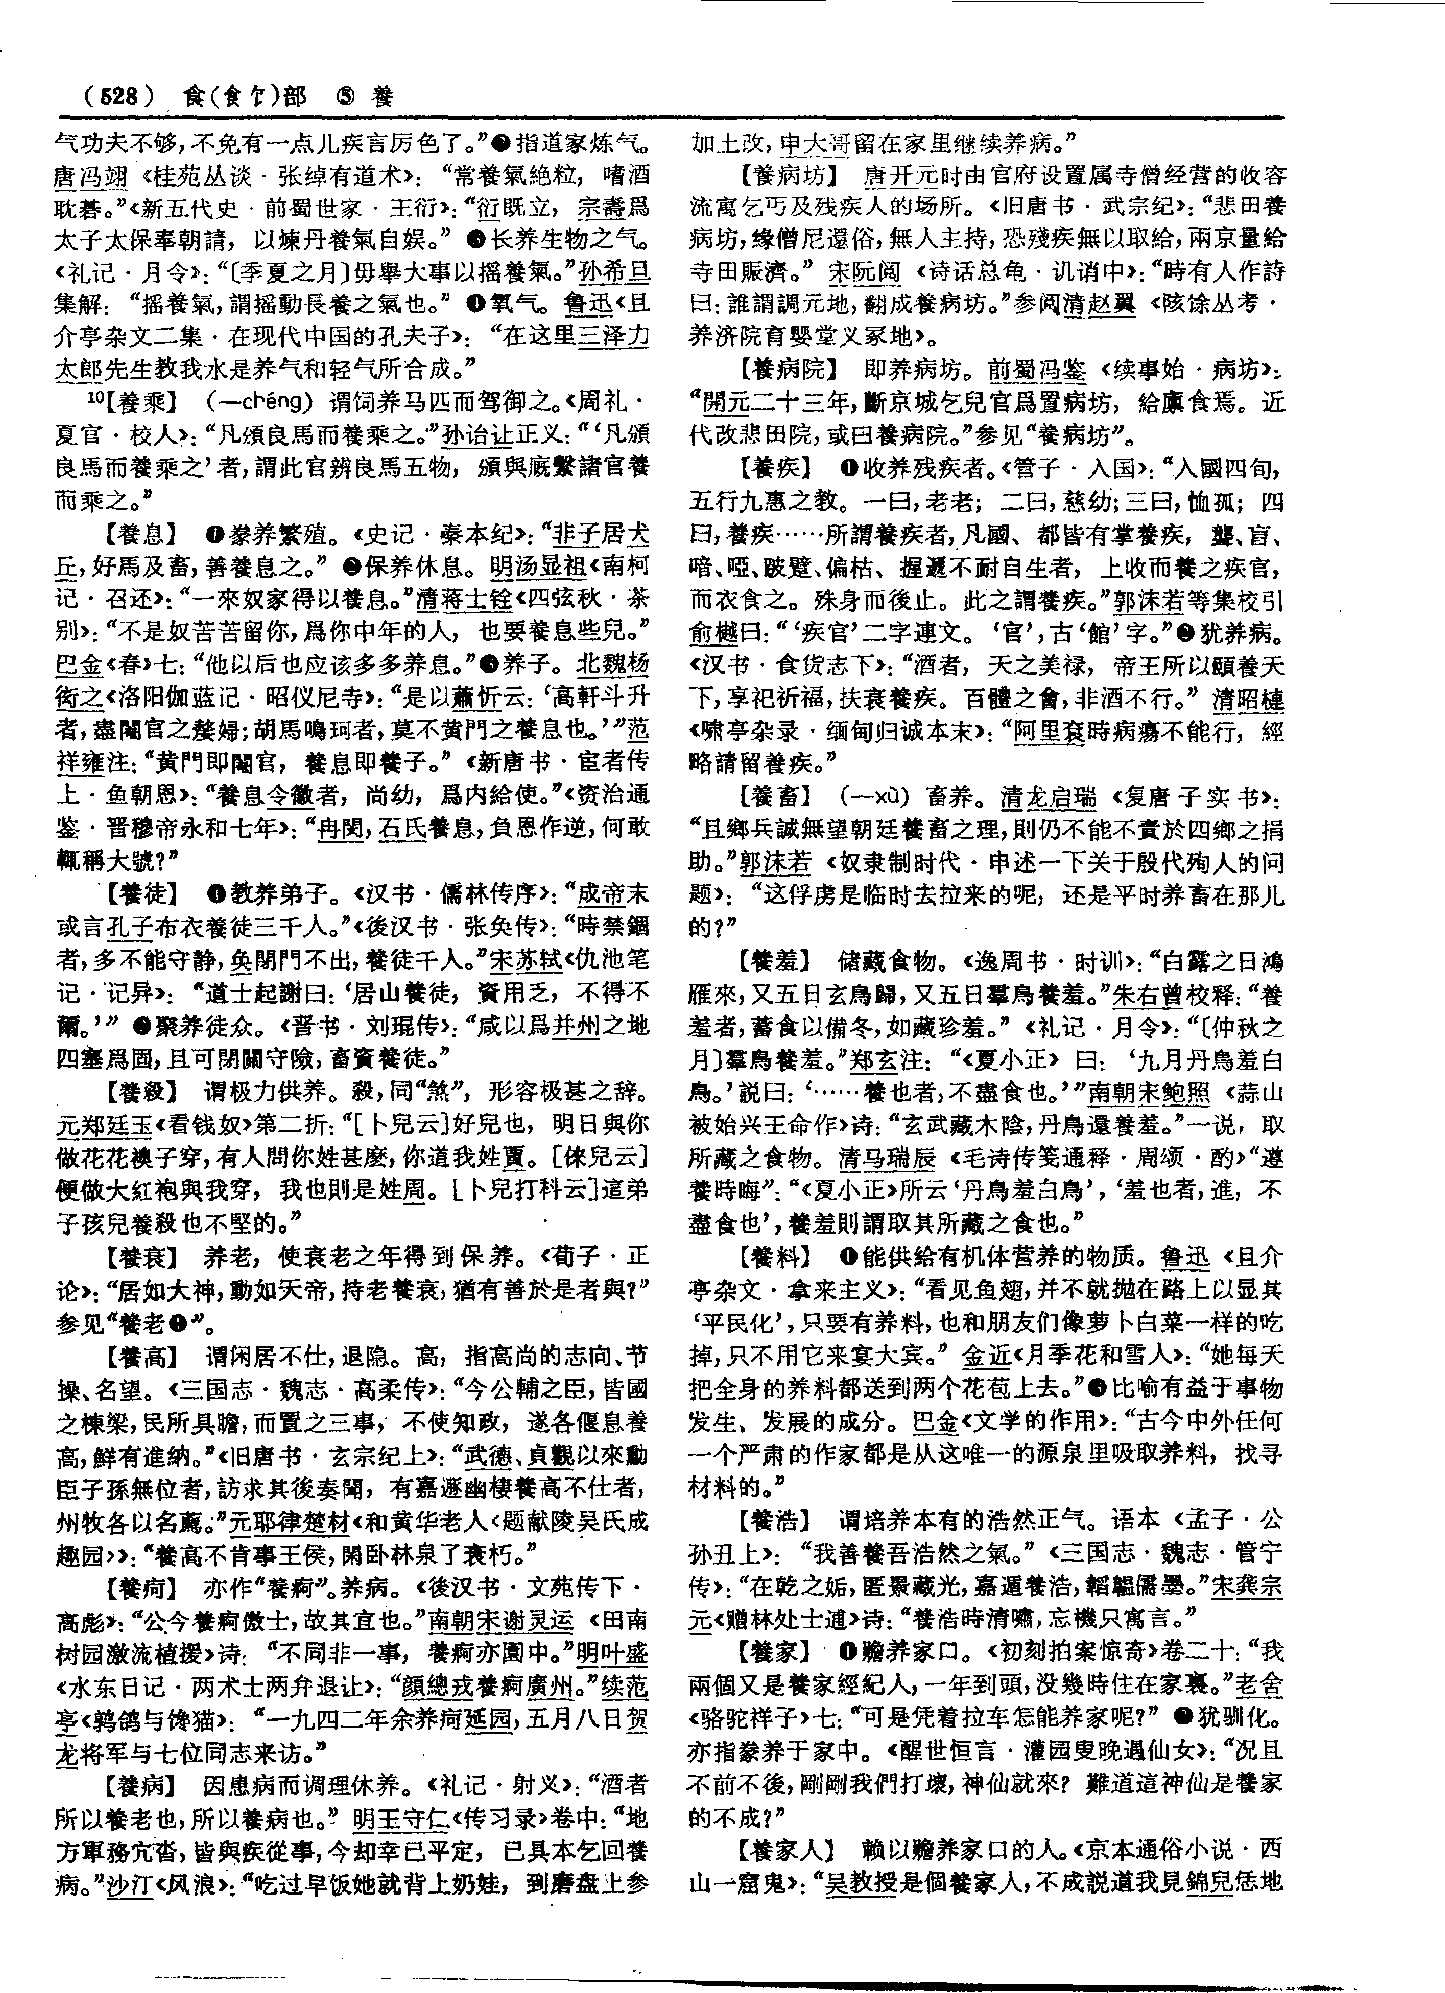 (528) 食(𩙿饣)部 ⑤ 養
气功夫不够,不免有一点儿疾言厉色了。”❷指道家炼气。
唐冯翊《桂苑丛谈·张绰有道术》:“常養氣絶粒,嗜酒
耽碁。”《新五代史·前蜀世家·王衍》:“衍既立,宗壽爲
太子太保奉朝請,以煉丹養氣自娱。”❸长养生物之气。
《礼记·月令》:“〔季夏之月〕毋舉大事以摇養氣。”孙希旦
集解:“摇養氣,謂摇動長養之氣也。”❹氧气。鲁迅《且
介亭杂文二集·在现代中国的孔夫子》:“在这里三泽力
太郎先生教我水是养气和轻气所合成。”
¹⁰【養乘】 (—chéng) 谓饲养马匹而驾御之。《周礼·
夏官·校人》:“凡頒良馬而養乘之。”孙诒让正义:“‘凡頒
良馬而養乘之’者,謂此官辨良馬五物,頒與廄繫諸官養
而乘之。”
【養息】 ❶豢养繁殖。《史记·秦本纪》:“非子居犬
丘,好馬及畜,善養息之。”❷保养休息。明汤显祖《南柯
记·召还》:“一來奴家得以養息。”清蒋士铨《四弦秋·茶
别》:“不是奴苦苦留你,爲你中年的人,也要養息些兒。”
巴金《春》七:“他以后也应该多多养息。”❸养子。北魏杨
衒之《洛阳伽蓝记·昭仪尼寺》:“是以蕭忻云:‘高軒斗升
者,盡閹官之嫠婦;胡馬鳴珂者,莫不黄門之養息也。’”范
祥雍注:“黄門即閹官,養息即養子。”《新唐书·宦者传
上·鱼朝恩》:“養息令徽者,尚幼,爲内給使。”《资治通
鉴·晋穆帝永和七年》:“冉閔,石氏養息,負恩作逆,何敢
輒稱大號?”
【養徒】 ❶教养弟子。《汉书·儒林传序》:“成帝末
或言孔子布衣養徒三千人。”《後汉书·张奂传》:“時禁錮
者,多不能守静,奂閉門不出,養徒千人。”宋苏轼《仇池笔
记·记异》:“道士起謝曰:‘居山養徒,資用乏,不得不
爾。’”❷聚养徒众。《晋书·刘琨传》:“咸以爲并州之地
四塞爲固,且可閉關守險,畜資養徒。”
【養殺】 谓极力供养。殺,同“煞”,形容极甚之辞。
元郑廷玉《看钱奴》第二折:“[卜兒云]好兒也,明日與你
做花花襖子穿,有人問你姓甚麽,你道我姓賈。[倈兒云]
便做大紅袍與我穿,我也則是姓周。[卜兒打科云]這弟
子孩兒養殺也不堅的。”
【養衰】 养老,使衰老之年得到保养。《荀子·正
论》:“居如大神,動如天帝,持老養衰,猶有善於是者與?”
参见“養老❶”。
【養高】 谓闲居不仕,退隐。高,指高尚的志向、节
操、名望。《三国志·魏志·高柔传》:“今公輔之臣,皆國
之棟梁,民所具瞻,而置之三事,不使知政,遂各偃息養
高,鮮有進納。”《旧唐书·玄宗纪上》:“武德、貞觀以來勳
臣子孫無位者,訪求其後奏聞,有嘉遯幽棲養高不仕者,
州牧各以名薦。”元耶律楚材《和黄华老人〈题献陵吴氏成
趣园〉》:“養高不肯事王侯,閑卧林泉了衰朽。”
【養疴】 亦作“養痾”。养病。《後汉书·文苑传下·
高彪》:“公今養痾傲士,故其宜也。”南朝宋谢灵运《田南
树园激流植援》诗:“不同非一事,養痾亦園中。”明叶盛
《水东日记·两术士两弁退让》:“顔總戎養痾廣州。”续范
亭《鹩鸽与馋猫》:“一九四二年余养疴延园,五月八日贺
龙将军与七位同志来访。”
【養病】 因患病而调理休养。《礼记·射义》:“酒者
所以養老也,所以養病也。”明王守仁《传习录》卷中:“地
方軍務冗沓,皆與疾從事,今却幸已平定,已具本乞回養
病。”沙汀《风浪》:“吃过早饭她就背上奶娃,到磨盘上参
加土改,申大哥留在家里继续养病。”
【養病坊】 唐开元时由官府设置属寺僧经营的收容
流寓乞丐及残疾人的场所。《旧唐书·武宗纪》:“悲田養
病坊,緣僧尼還俗,無人主持,恐殘疾無以取給,兩京量給
寺田賑濟。”宋阮阅《诗话总龟·讥诮中》:“時有人作詩
曰:誰謂調元地,翻成養病坊。”参阅清赵翼《陔馀丛考·
养济院育婴堂义冢地》。
【養病院】 即养病坊。前蜀冯鉴《续事始·病坊》:
“開元二十三年,斷京城乞兒官爲置病坊,給廩食焉。近
代改悲田院,或曰養病院。”参见“養病坊”。
【養疾】 ❶收养残疾者。《管子·入国》:“入國四旬,
五行九惠之教。一曰,老老;二曰,慈幼;三曰,恤孤;四
曰,養疾……所謂養疾者,凡國、都皆有掌養疾,聾、盲、
喑、啞、跛躄、偏枯、握遞不耐自生者,上收而養之疾官,
而衣食之。殊身而後止。此之謂養疾。”郭沫若等集校引
俞樾曰:“‘疾官’二字連文。‘官’,古‘館’字。”❷犹养病。
《汉书·食货志下》:“酒者,天之美禄,帝王所以頤養天
下,享祀祈福,扶衰養疾。百禮之會,非酒不行。”清昭槤
《啸亭杂录·缅甸归诚本末》:“阿里衮時病瘍不能行,經
略請留養疾。”
【養畜】 (—xù) 畜养。清龙启瑞《复唐子实书》:
“且鄉兵誠無望朝廷養畜之理,則仍不能不責於四鄉之捐
助。”郭沫若《奴隶制时代·申述一下关于殷代殉人的问
题》:“这俘虏是临时去拉来的呢,还是平时养畜在那儿
的?”
【養羞】 储藏食物。《逸周书·时训》:“白露之日鴻
雁來,又五日玄鳥歸,又五日羣鳥養羞。”朱右曾校释:“養
羞者,蓄食以備冬,如藏珍羞。”《礼记·月令》:“〔仲秋之
月〕羣鳥養羞。”郑玄注:“《夏小正》曰:‘九月丹鳥羞白
鳥。’説曰:‘……養也者,不盡食也。’”南朝宋鲍照《蒜山
被始兴王命作》诗:“玄武藏木陰,丹鳥還養羞。”一说,取
所藏之食物。清马瑞辰《毛诗传笺通释·周颂·酌》“遵
養時晦”:“《夏小正》所云‘丹鳥羞白鳥’,‘羞也者,進,不
盡食也’,養羞則謂取其所藏之食也。”
【養料】 ❶能供给有机体营养的物质。鲁迅《且介
亭杂文·拿来主义》:“看见鱼翅,并不就抛在路上以显其
‘平民化’,只要有养料,也和朋友们像萝卜白菜一样的吃
掉,只不用它来宴大宾。”金近《月季花和雪人》:“她每天
把全身的养料都送到两个花苞上去。”❷比喻有益于事物
发生、发展的成分。巴金《文学的作用》:“古今中外任何
一个严肃的作家都是从这唯一的源泉里吸取养料,找寻
材料的。”
【養浩】 谓培养本有的浩然正气。语本《孟子·公
孙丑上》:“我善養吾浩然之氣。”《三国志·魏志·管宁
传》:“在乾之姤,匿景藏光,嘉遁養浩,韜韞儒墨。”宋龚宗
元《赠林处士逋》诗:“養浩時清嘯,忘機只寓言。”
【養家】 ❶赡养家口。《初刻拍案惊奇》卷二十:“我
兩個又是養家經紀人,一年到頭,没幾時住在家裏。”老舍
《骆驼祥子》七:“可是凭着拉车怎能养家呢?”❷犹驯化。
亦指豢养于家中。《醒世恒言·灌园叟晚遇仙女》:“况且
不前不後,剛剛我們打壞,神仙就來?難道這神仙是養家
的不成?”
【養家人】 赖以赡养家口的人。《京本通俗小说·西
山一窟鬼》:“吴教授是個養家人,不成説道我見錦兒恁地